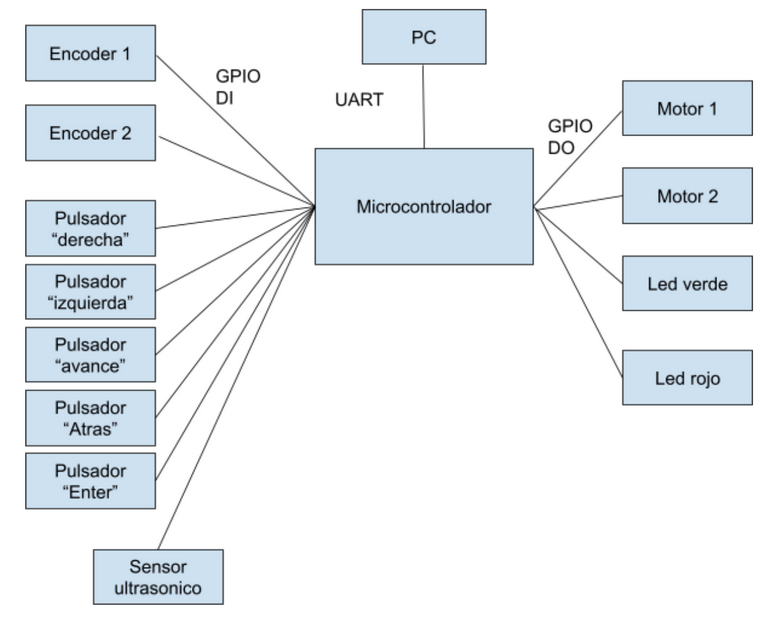 Encoder 1
Encoder 2
Pulsador
“derecha”
Pulsador
“izquierda”
Pulsador
“avance”
Pulsador
“Atras”
Pulsador
“Enter”
Sensor
ultrasonico
GPIO
DI
PC
UART
Microcontrolador
GPIO
DO
Motor 1
Motor 2
Led verde
Led rojo